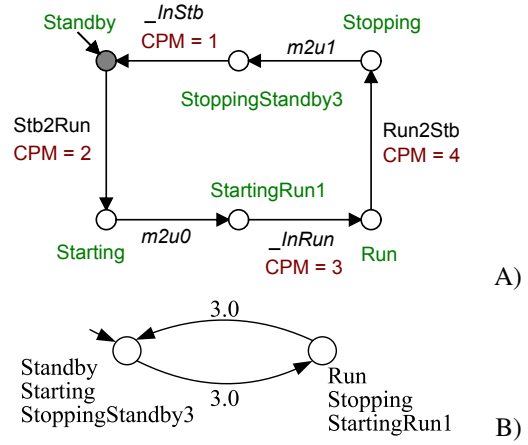 _InStb
Standby
Stopping
CPM = 1
m2u1
StoppingStandby3
Stb2Run
Run2Stb
CPM = 2
CPM = 4
StartingRun1
Starting
m2u0
_InRun
Run
CPM = 3
A)
3.0
Standby
Starting
StoppingStandby3
3.0
Run
Stopping
StartingRun1
B)